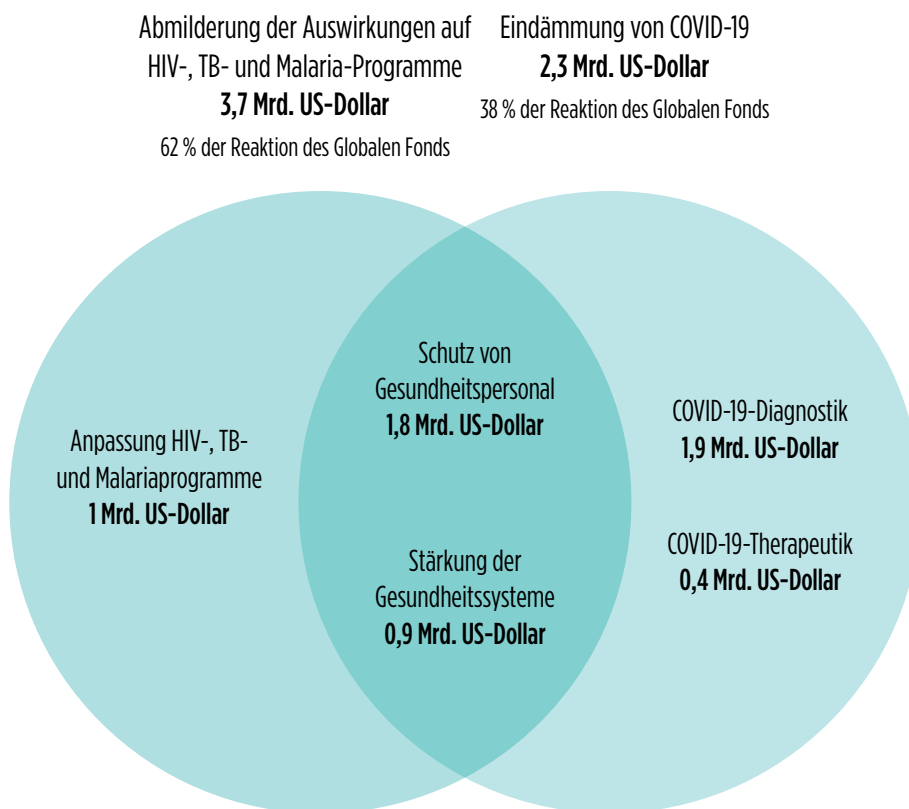 Abmilderung der Auswirkungen auf
HIV-, TB- und Malaria-Programme
3,7 Mrd. US-Dollar
62 % der Reaktion des Globalen Fonds
Eindämmung von COVID-19
2,3 Mrd. US-Dollar
38 % der Reaktion des Globalen Fonds
Anpassung HIV-, TB-
und Malariaprogramme
1 Mrd. US-Dollar
Schutz von
Gesundheitspersonal
1,8 Mrd. US-Dollar
Stärkung der
Gesundheitssysteme
0,9 Mrd. US-Dollar
COVID-19-Diagnostik
1,9 Mrd. US-Dollar
COVID-19-Therapeutik
0,4 Mrd. US-Dollar